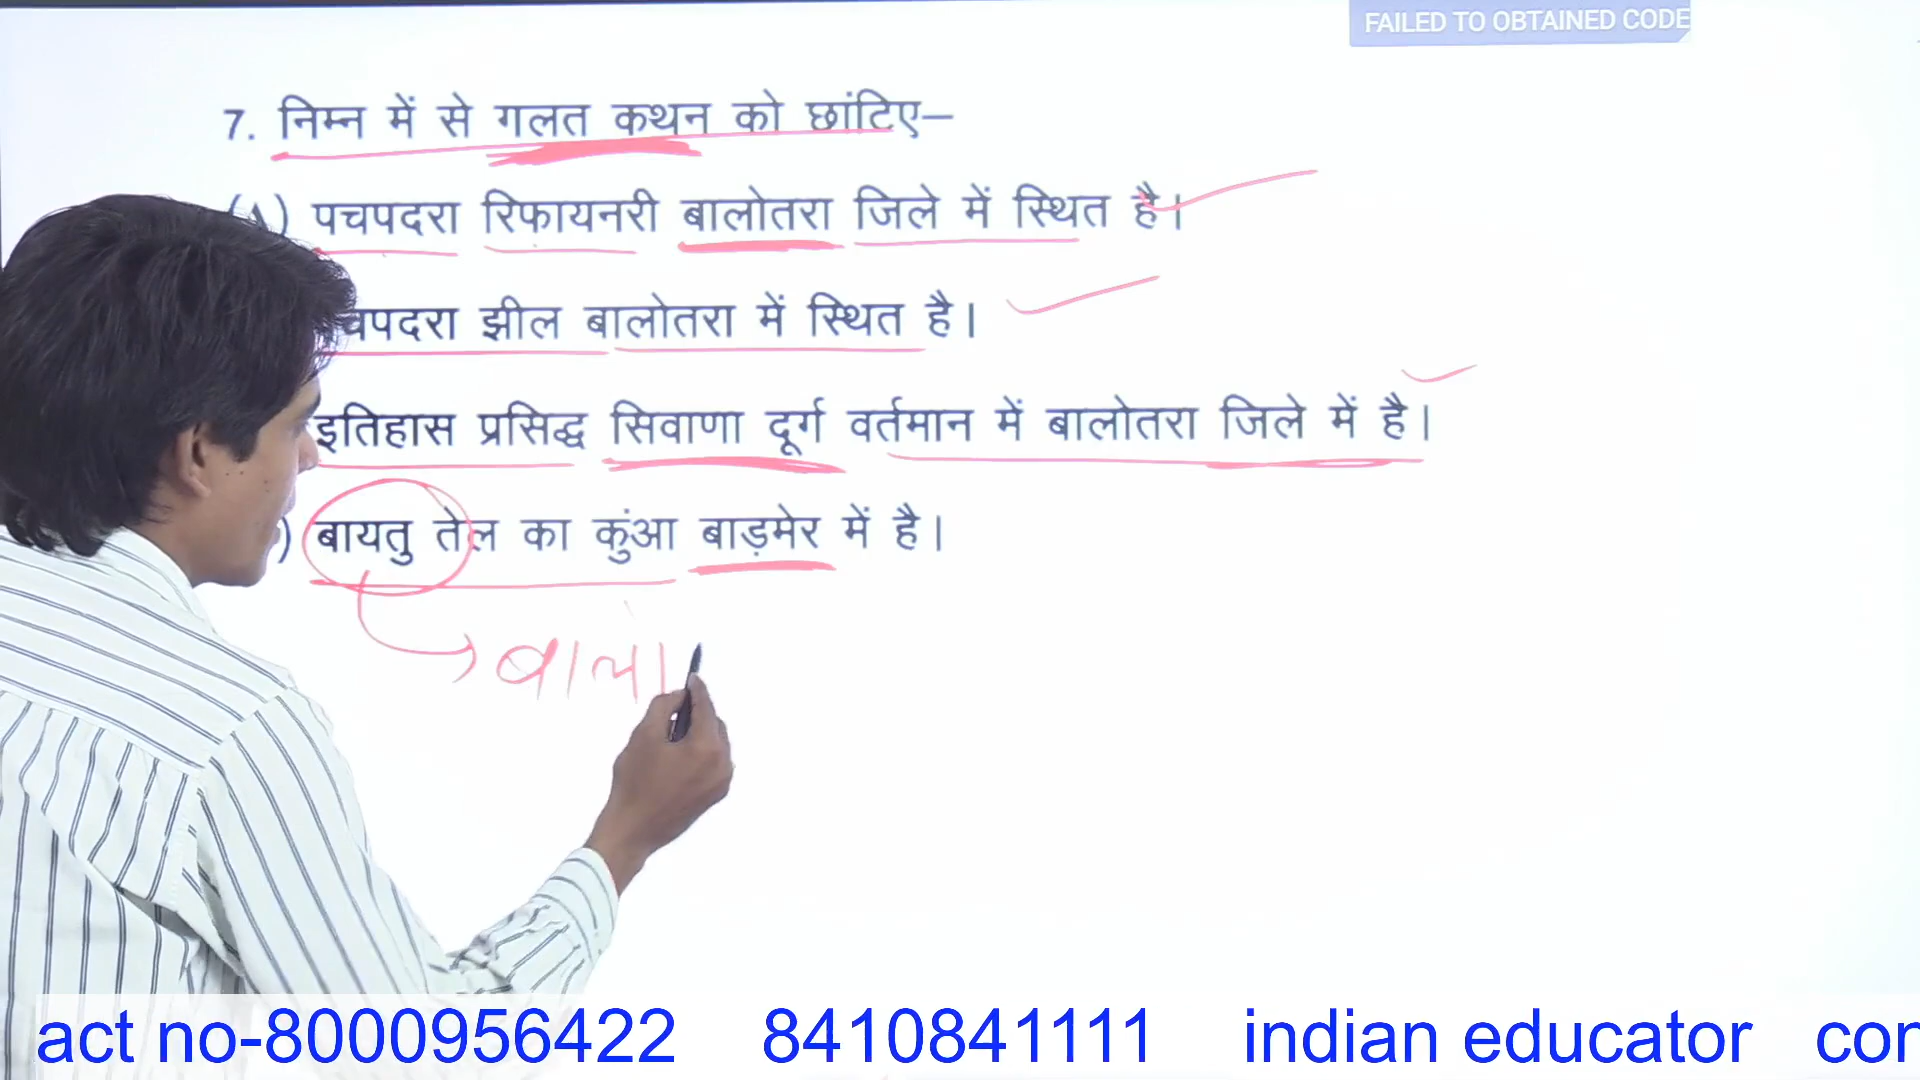 FAILED TO OBTAINED CODE
7. निम्न में से गलत कथन को छांटिए–
पचपदरा रिफायनरी बालोतरा जिले में स्थित है।
झील बालोतरा में स्थित है।
इतिहास प्रसिद्ध सिवाणा दूर्ग वर्तमान में बालोतरा जिले में है।
बायतु तेल का कुंआ बाड़मेर में है।
act no-8000956422 8410841111 indian educator